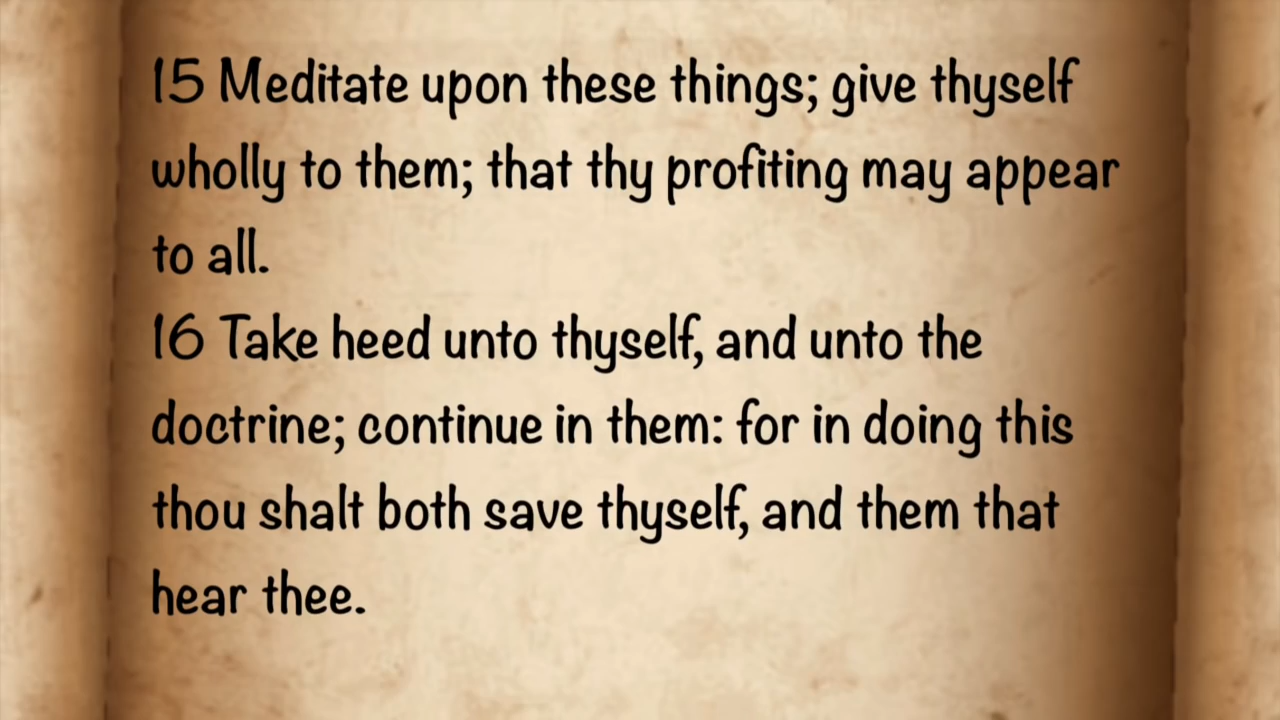 15 Meditate upon these things; give thyself
wholly to them; that thy profiting may appear
to all.
16 Take heed unto thyself, and unto the
doctrine; continue in them: for in doing this
thou shalt both save thyself, and them that
hear thee.